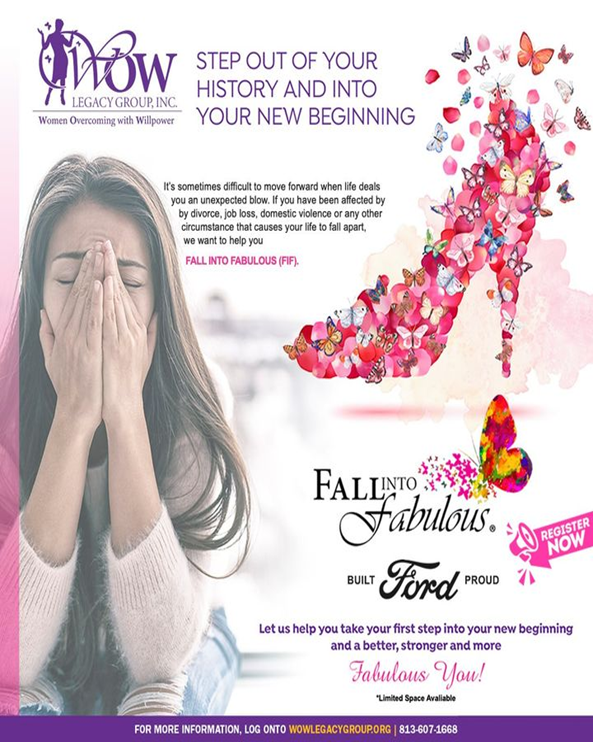 WOW
LEGACY GROUP, INC.
Women Overcoming with Willpower
STEP OUT OF YOUR
HISTORY AND INTO
YOUR NEW BEGINNING
It's sometimes difficult to move forward when life deals
you an unexpected blow. If you have been affected by
by divorce, job loss, domestic violence or any other
circumstance that causes your life to fall apart,
we want to help you
FALL INTO FABULOUS (FIF).
FALL INTO
Fabulous®
REGISTER
NOW
BUILT Ford PROUD
Let us help you take your first step into your new beginning
and a better, stronger and more
Fabulous You!
*Limited Space Avaliable
FOR MORE INFORMATION, LOG ONTO WOWLEGACYGROUP.ORG | 813-607-1668